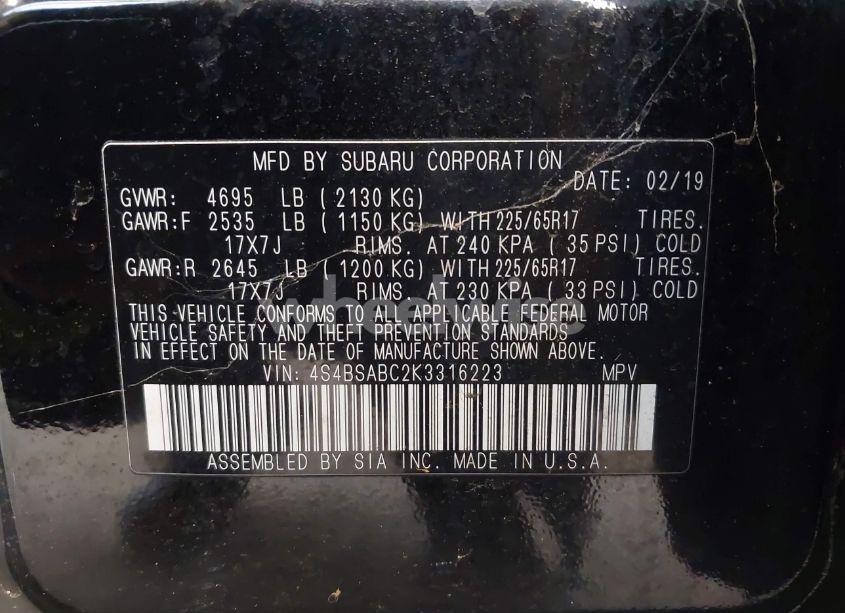 MFD BY SUBARU CORPORATION
DATE: 02/19
GVWR: 4695 LB ( 2130 KG)
GAWR:F 2535 LB ( 1150 KG) WITH 225/65R17 TIRES.
17X7J RIMS. AT 240 KPA ( 35 PSI) COLD
GAWR:R 2645 LB ( 1200 KG) WITH 225/65R17 TIRES.
17X7J RIMS. AT 230 KPA ( 33 PSI) COLD
THIS VEHICLE CONFORMS TO ALL APPLICABLE FEDERAL MOTOR
VEHICLE SAFETY AND THEFT PREVENTION STANDARDS
IN EFFECT ON THE DATE OF MANUFACTURE SHOWN ABOVE.
VIN: 4S4BSABC2K3316223 MPV
ASSEMBLED BY SIA INC. MADE IN U.S.A.